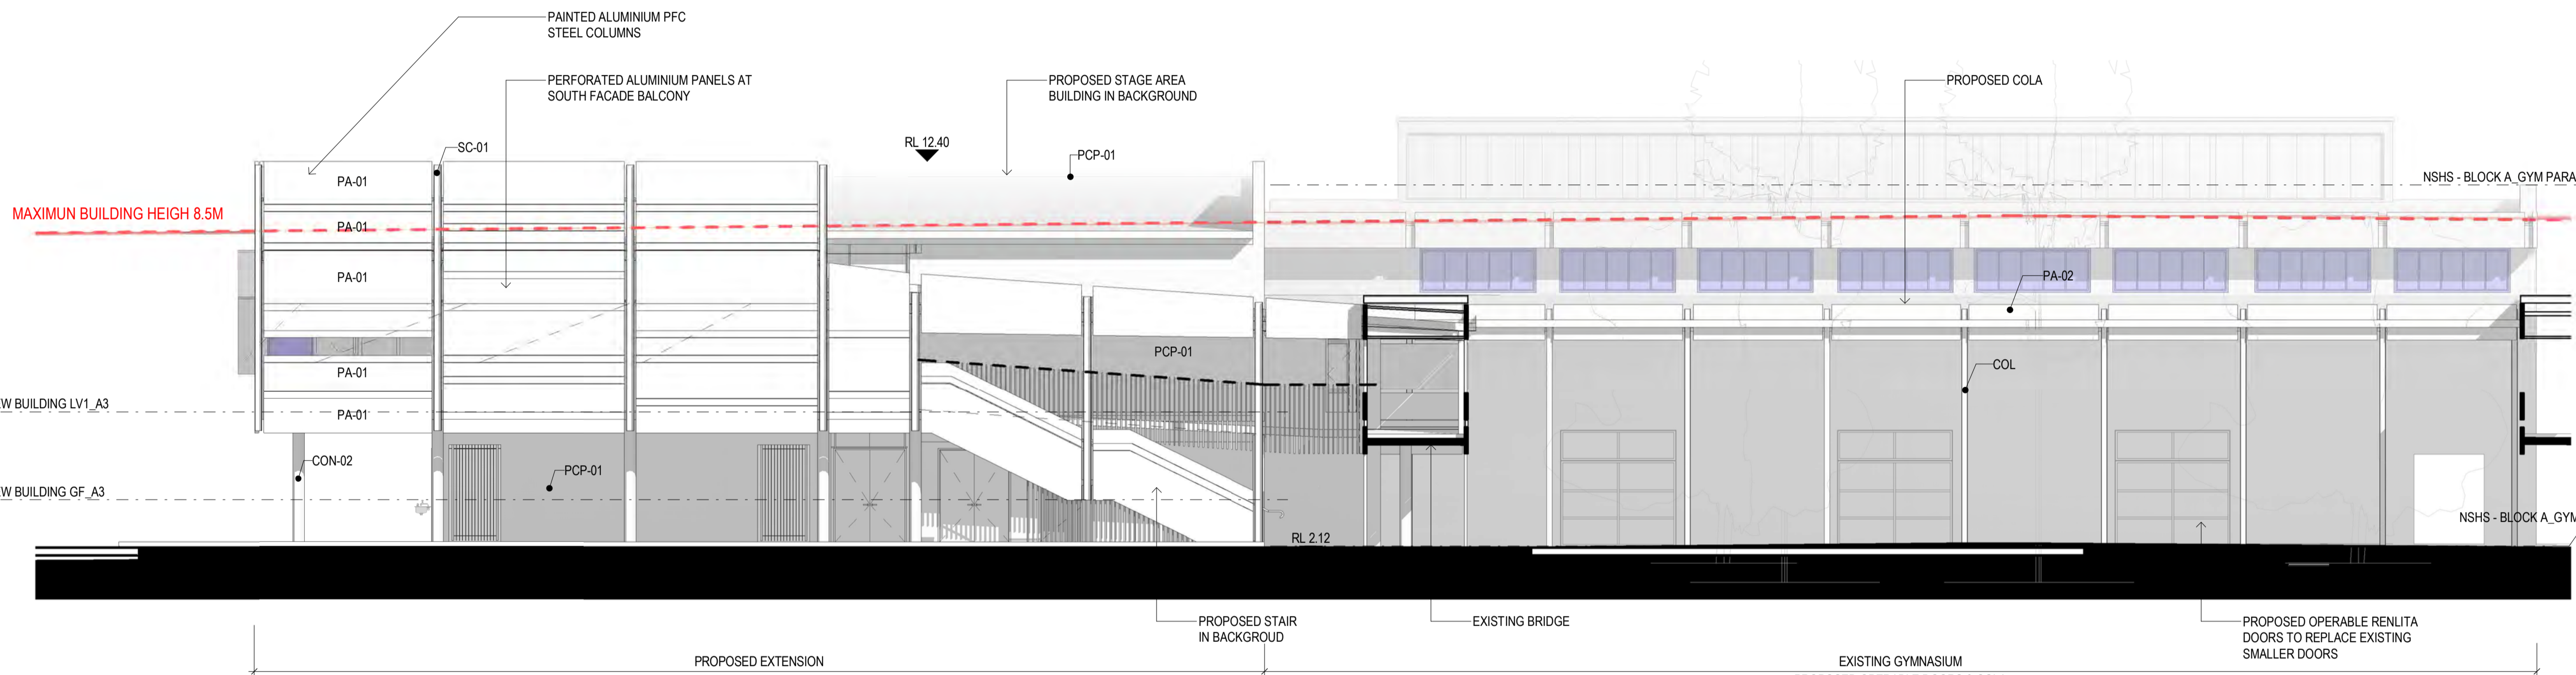 PAINTED ALUMINIUM PFC
STEEL COLUMNS
PERFORATED ALUMINIUM PANELS AT
SOUTH FACADE BALCONY
PROPOSED STAGE AREA
BUILDING IN BACKGROUND
PROPOSED COLA
RL 12.40
SC-01
PCP-01
PA-01
NSHS - BLOCK A_GYM PARA
MAXIMUN BUILDING HEIGH 8.5M
PA-01
PA-01
PA-02
PCP-01
COL
PA-01
W BUILDING LV1_A3
PA-01
CON-02
PCP-01
W BUILDING GF_A3
NSHS - BLOCK A_GYM
RL 2.12
PROPOSED STAIR
IN BACKGROUD
EXISTING BRIDGE
PROPOSED OPERABLE RENLITA
DOORS TO REPLACE EXISTING
SMALLER DOORS
PROPOSED EXTENSION
EXISTING GYMNASIUM